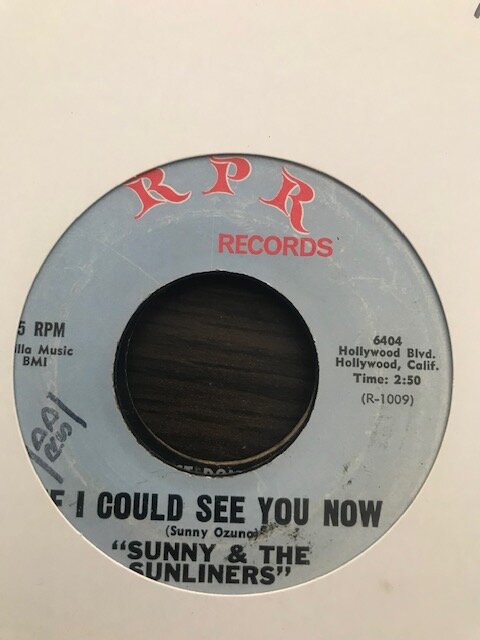 RPR
RECORDS
5 RPM
lla Music
BMI
6404
Hollywood Blvd.
Hollywood, Calif.
Time: 2:50
(R-1009)
F I COULD SEE YOU NOW
(Sunny Ozuna)
"SUNNY & THE
SUNLINERS"